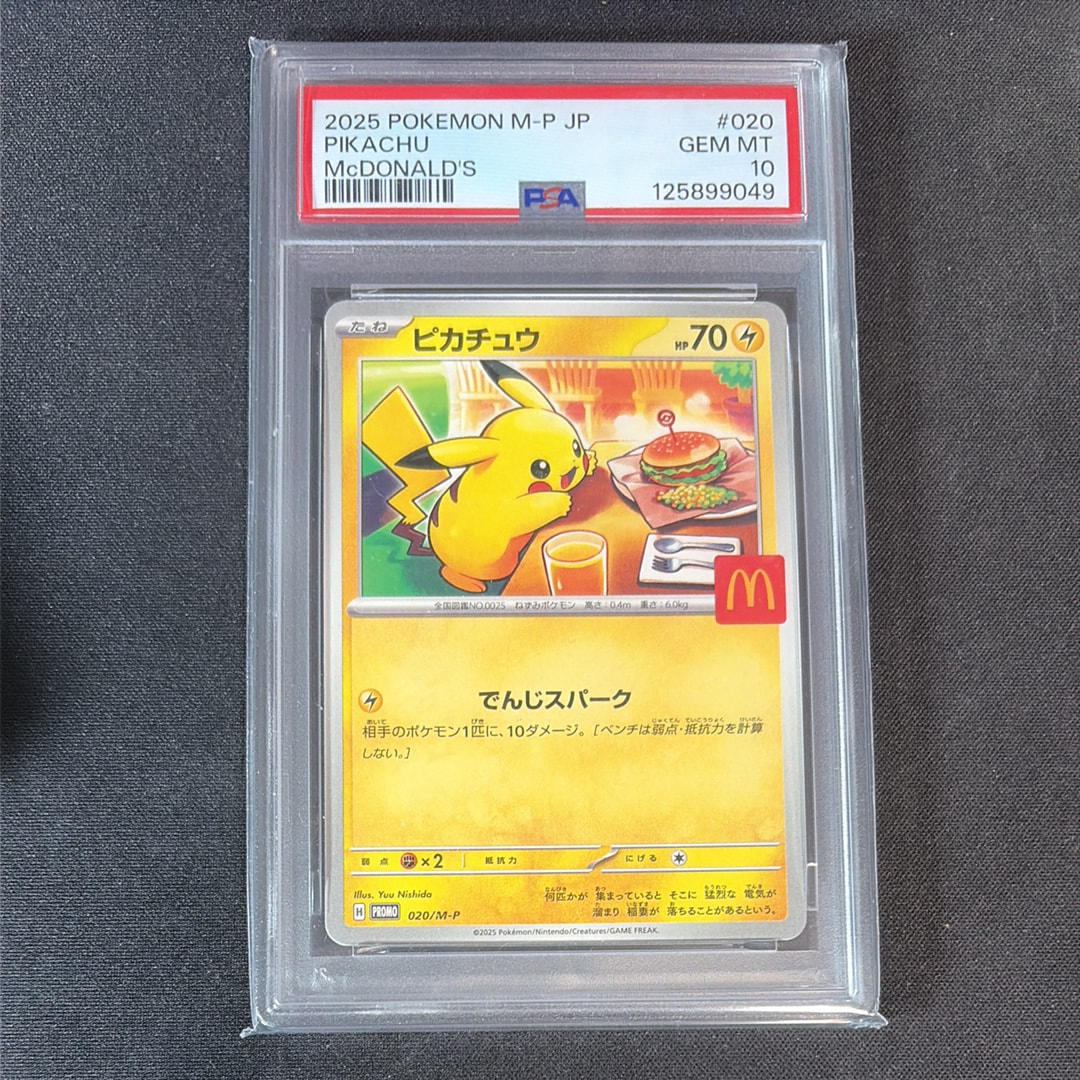 2025 POKEMON M-P JP #020
PIKACHU GEM MT
McDONALD'S 10
PSA 125899049
たね ピカチュウ HP70
M
全国図鑑NO.0025 ねずみポケモン 高さ:0.4m 重さ:6.0kg
でんじスパーク
相手のポケモン1匹に、10ダメージ。[ベンチは弱点・抵抗力を計算
しない。]
弱点 ×2 抵抗力 にげる
Illus. Yuu Nishida
何匹かが 集まっていると そこに 猛烈な 電気が
溜まり 稲妻が 落ちることがあるという。
H PROMO 020/M-P
©2025 Pokémon/Nintendo/Creatures/GAME FREAK.